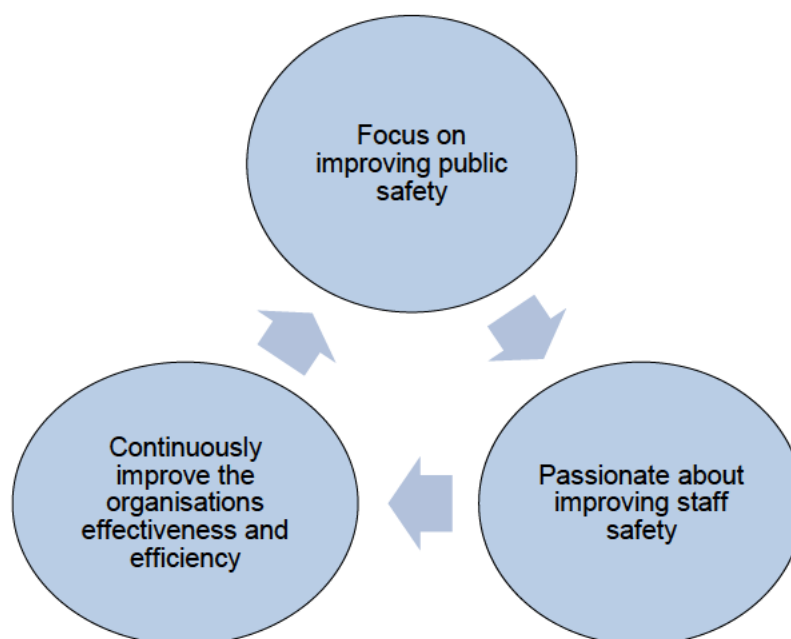 Focus on
improving public
safety
Passionate about
improving staff
safety
Continuously
improve the
organisations
effectiveness and
efficiency